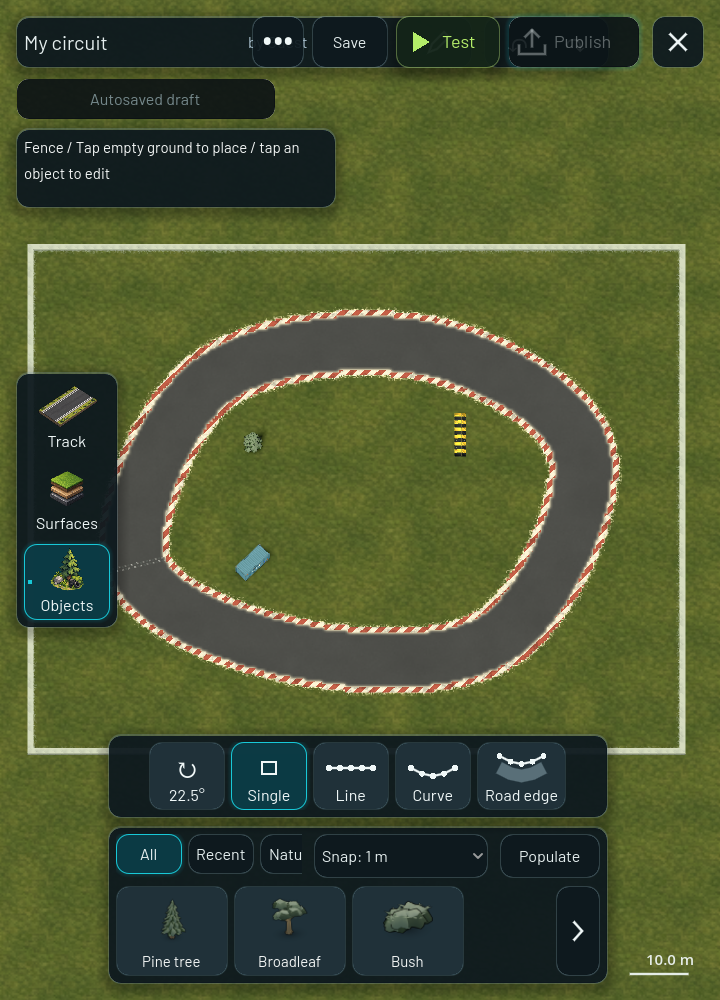 My circuit
Save
Test
Publish
Autosaved draft
Fence / Tap empty ground to place / tap an
object to edit
Track
Surfaces
Objects
22.5°
Single
Line
Curve
Road edge
All
Recent
Natu
Snap: 1 m
Populate
Pine tree
Broadleaf
Bush
10.0 m